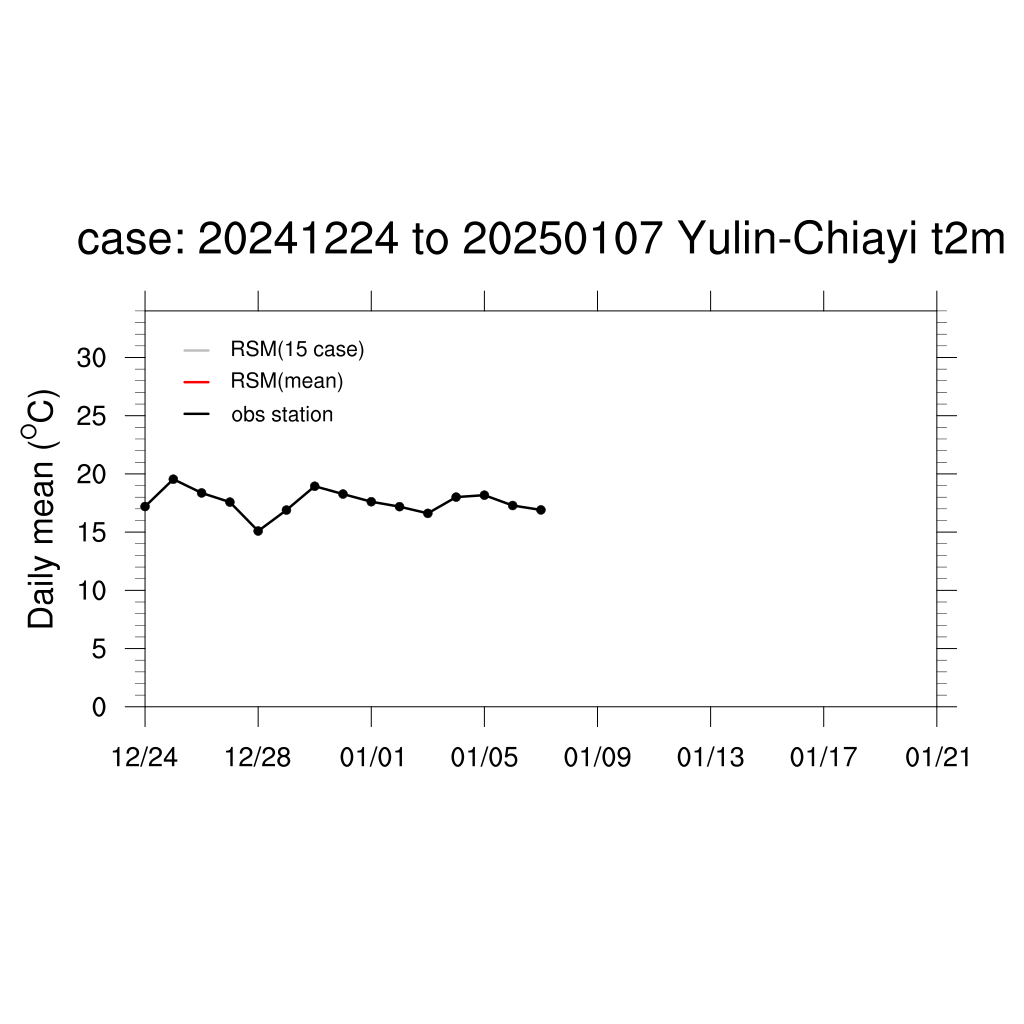 case: 20241224 to 20250107 Yulin-Chiayi t2m
RSM(15 case)
RSM(mean)
obs station
Daily mean (°C)
30
25
20
15
10
5
0
12/24 12/28 01/01 01/05 01/09 01/13 01/17 01/21